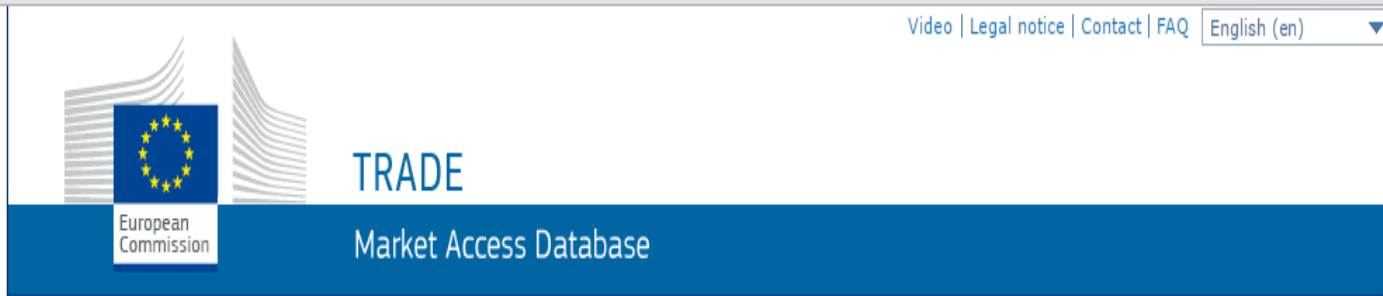 Video | Legal notice | Contact | FAQ English (en)
TRADE
European
Commission
Market Access Database